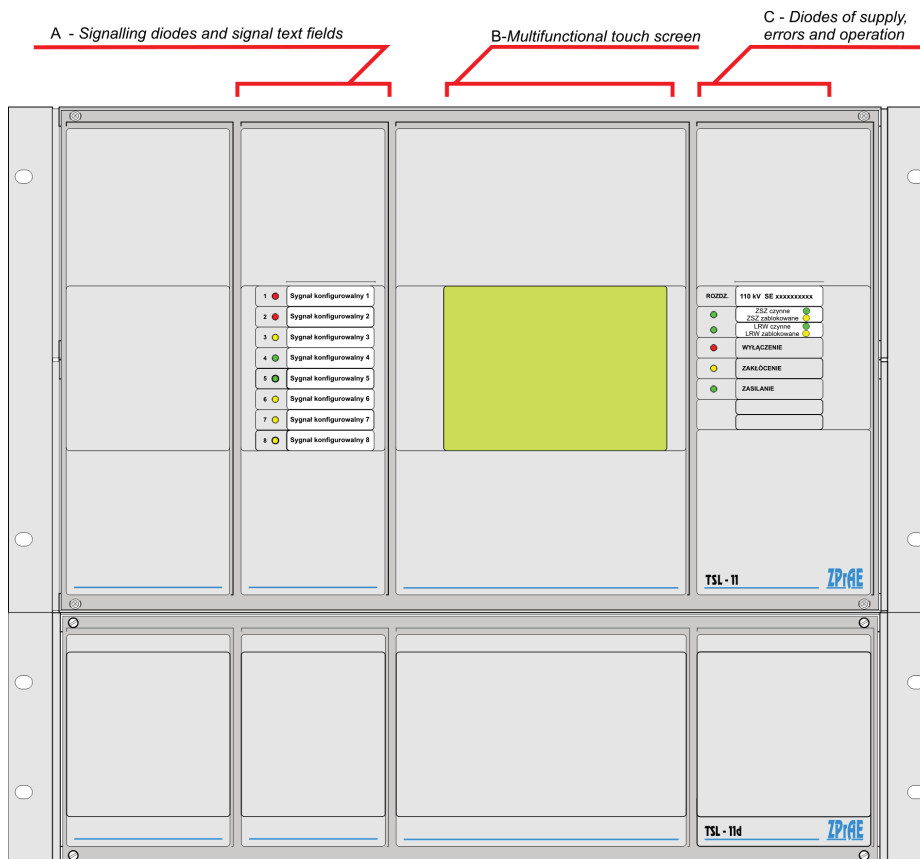 A - Signalling diodes and signal text fields
B-Multifunctional touch screen
C - Diodes of supply,
errors and operation
1 Sygnał konfigurowalny 1
2 Sygnał konfigurowalny 2
3 Sygnał konfigurowalny 3
4 Sygnał konfigurowalny 4
5 Sygnał konfigurowalny 5
6 Sygnał konfigurowalny 6
7 Sygnał konfigurowalny 7
8 Sygnał konfigurowalny 8
ROZDZ. 110 kV SE xxxxxxxxxx
ZSZ czynne
ZSZ zablokowane
LRW czynne
LRW zablokowane
WYŁĄCZENIE
ZAKŁÓCENIE
ZASILANIE
TSL - 11 ZPrAE
TSL - 11d ZPrAE